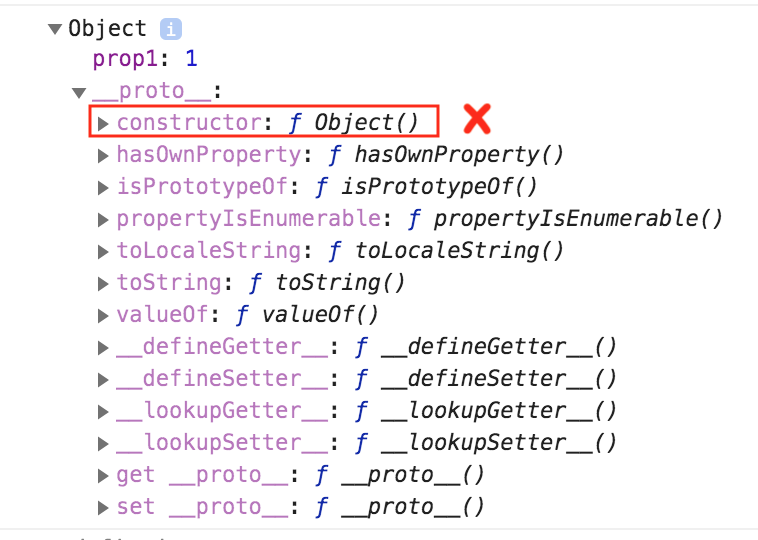 Object i
prop1: 1
__proto__:
constructor: ƒ Object()
hasOwnProperty: ƒ hasOwnProperty()
isPrototypeOf: ƒ isPrototypeOf()
propertyIsEnumerable: ƒ propertyIsEnumerable()
toLocaleString: ƒ toLocaleString()
toString: ƒ toString()
valueOf: ƒ valueOf()
__defineGetter__: ƒ __defineGetter__()
__defineSetter__: ƒ __defineSetter__()
__lookupGetter__: ƒ __lookupGetter__()
__lookupSetter__: ƒ __lookupSetter__()
get __proto__: ƒ __proto__()
set __proto__: ƒ __proto__()